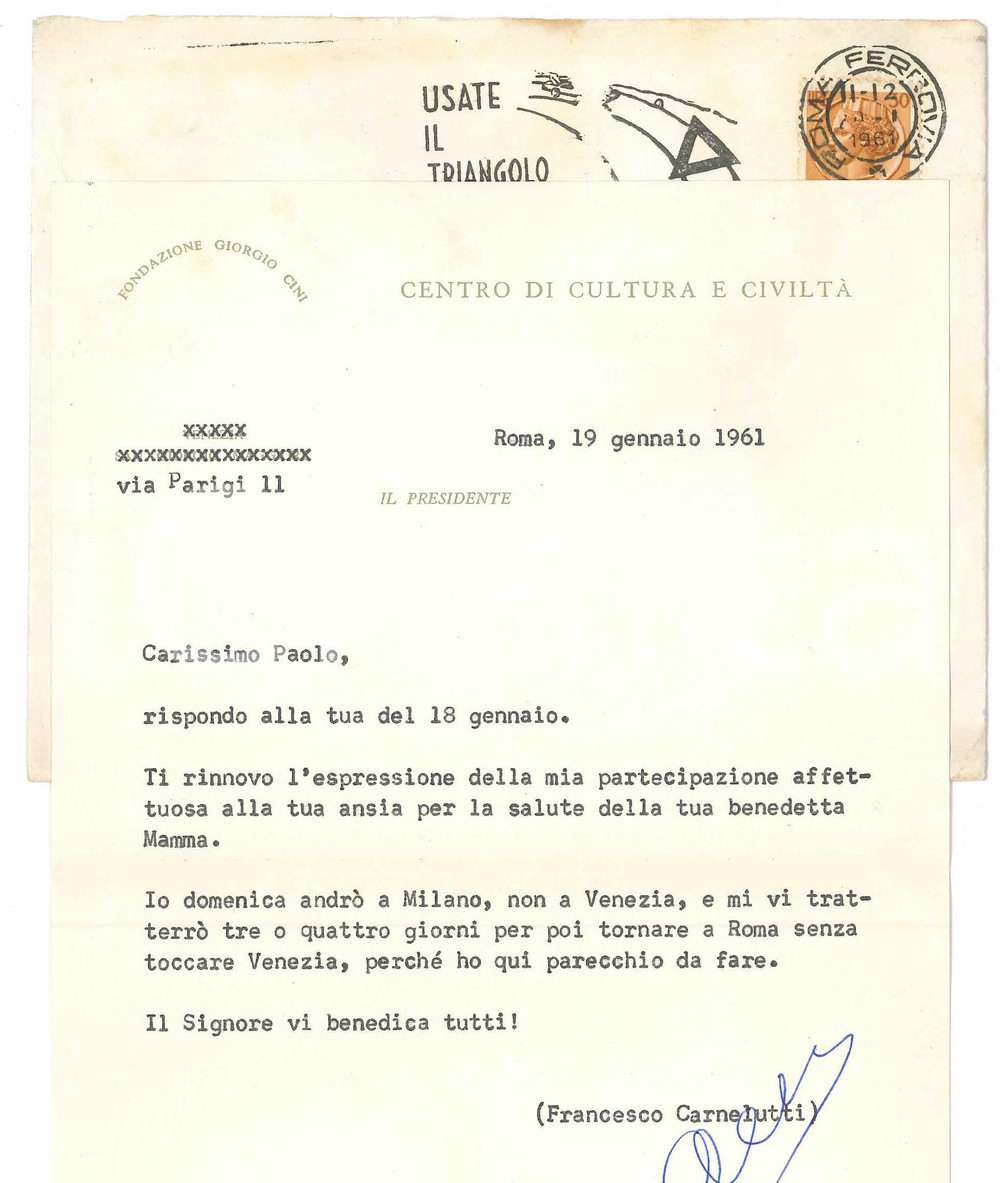 USATE
IL
TRIANGOLO
ROMA FERROVIA
11-12
1961
FONDAZIONE GIORGIO CINI
CENTRO DI CULTURA E CIVILTÀ
VENEZIA
xxxxx
xxxxxxxxxxxxxxxx
via Parigi 11
Roma, 19 gennaio 1961
IL PRESIDENTE
Carissimo Paolo,
rispondo alla tua del 18 gennaio.
Ti rinnovo l'espressione della mia partecipazione affet-
tuosa alla tua ansia per la salute della tua benedetta
Mamma.
Io domenica andrò a Milano, non a Venezia, e mi vi trat-
terrò tre o quattro giorni per poi tornare a Roma senza
toccare Venezia, perché ho qui parecchio da fare.
Il Signore vi benedica tutti!
(Francesco Carnelutti)